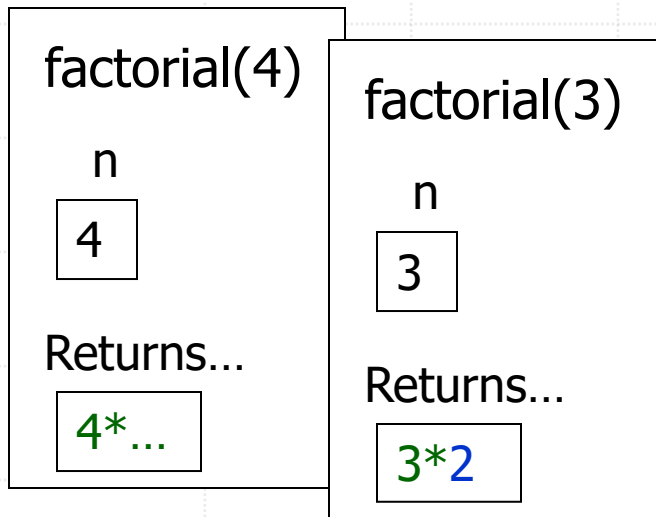 factorial(4)
n
4
Returns…
4*…
factorial(3)
n
3
Returns…
3*2